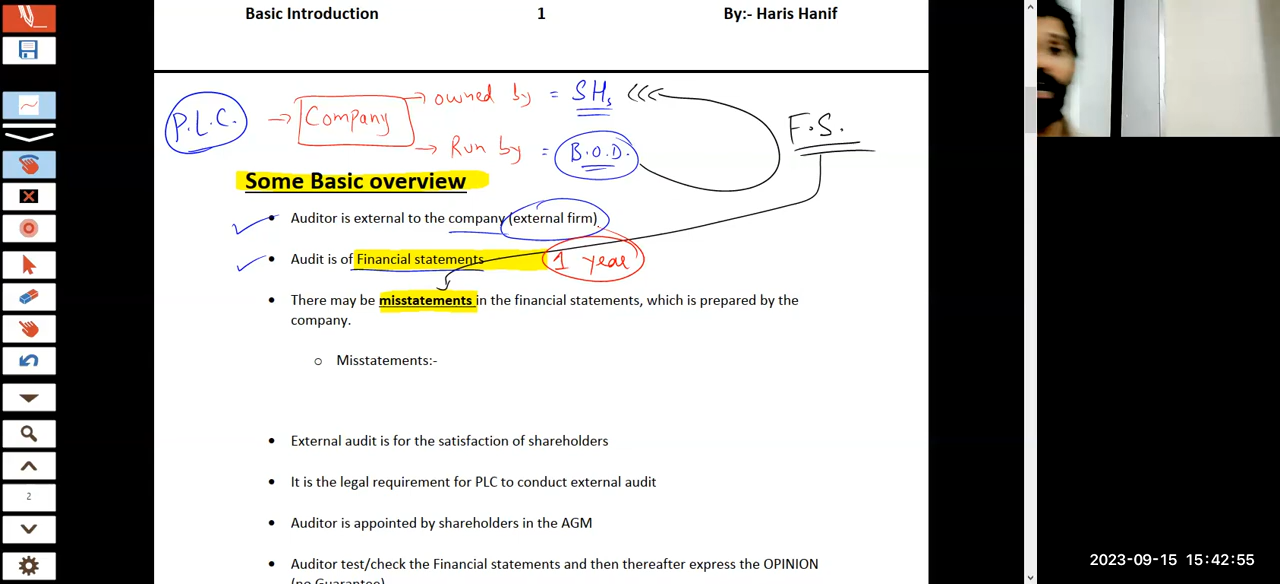 Basic Introduction 1 By:- Haris Hanif
P.L.C. → Company → owned by = SHs
F.S.
→ Run by = B.O.D.
Some Basic overview
• Auditor is external to the company (external firm).
• Audit is of Financial statements 1 year
• There may be misstatements in the financial statements, which is prepared by the
company.
o Misstatements:-
• External audit is for the satisfaction of shareholders
• It is the legal requirement for PLC to conduct external audit
• Auditor is appointed by shareholders in the AGM
• Auditor test/check the Financial statements and then thereafter express the OPINION
(no Guarantee)
2
2023-09-15 15:42:55